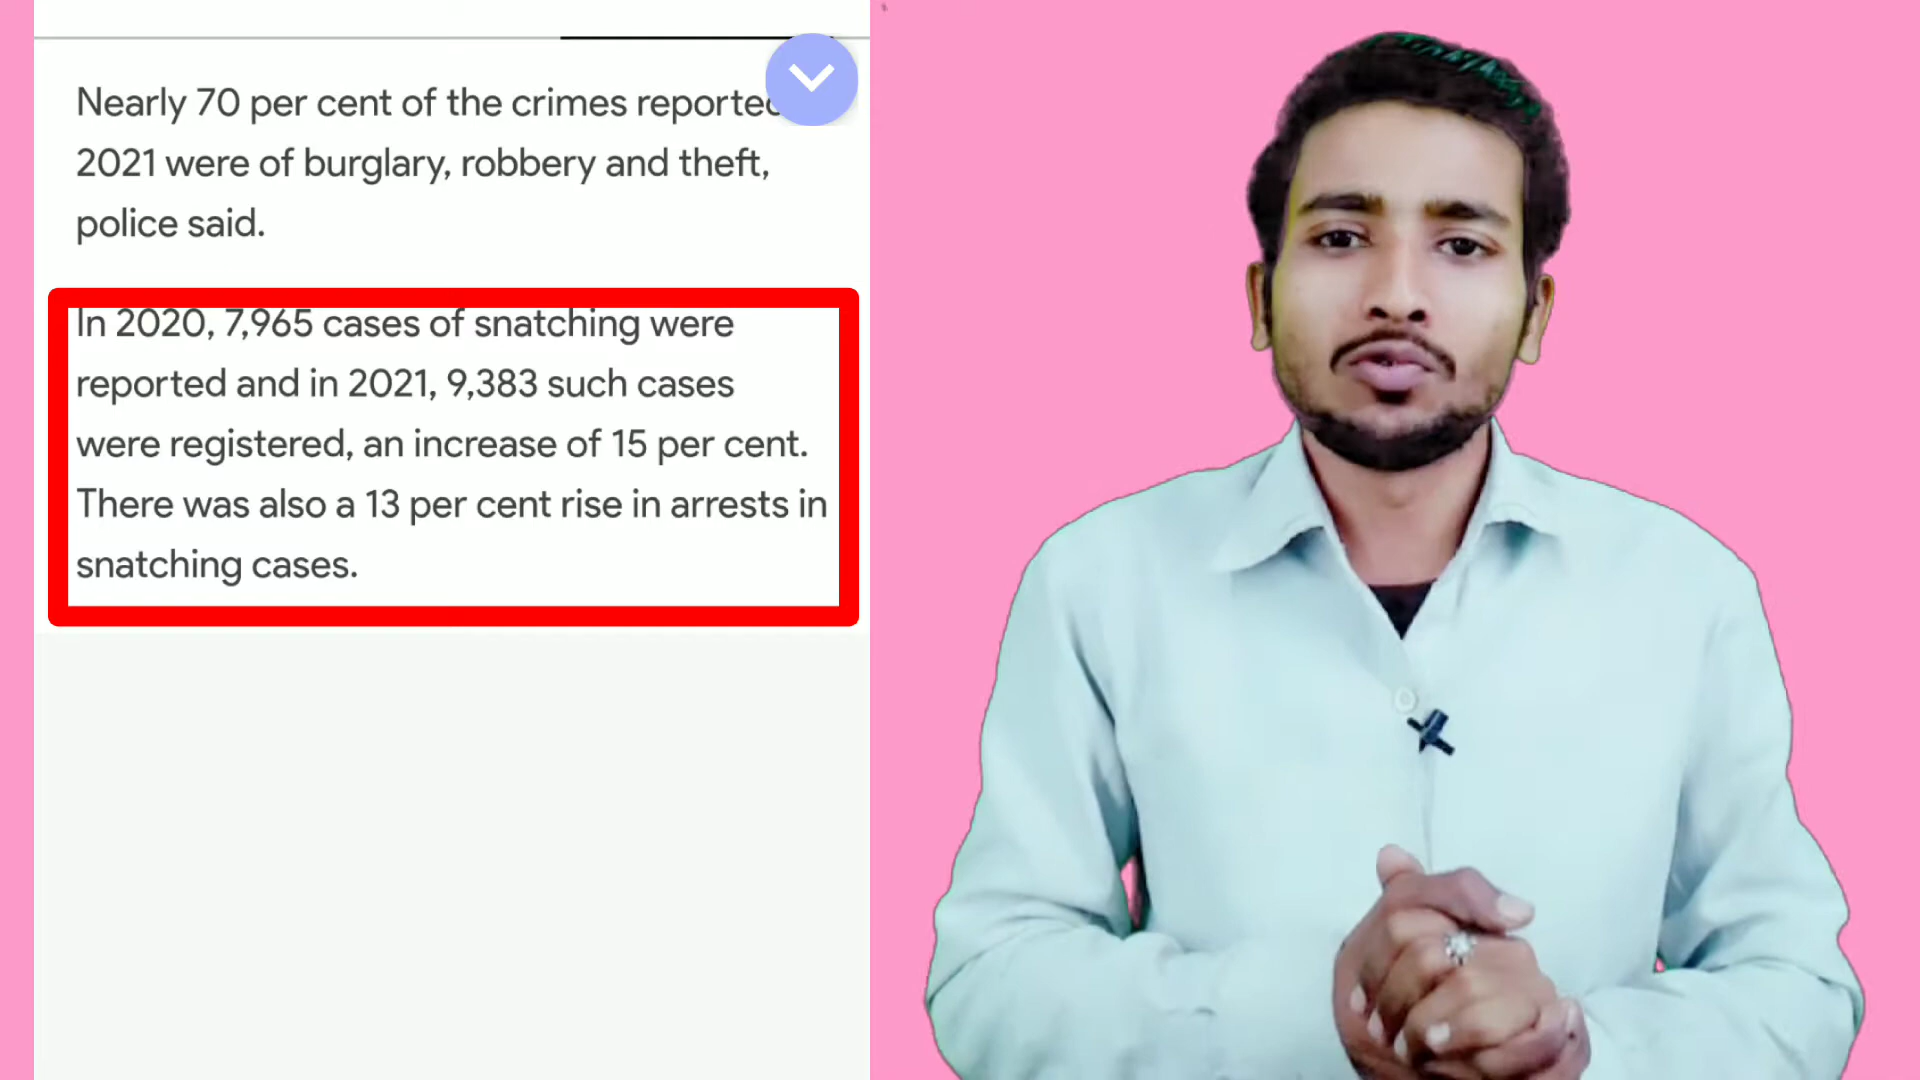 Nearly 70 per cent of the crimes reported
2021 were of burglary, robbery and theft,
police said.
In 2020, 7,965 cases of snatching were
reported and in 2021, 9,383 such cases
were registered, an increase of 15 per cent.
There was also a 13 per cent rise in arrests in
snatching cases.